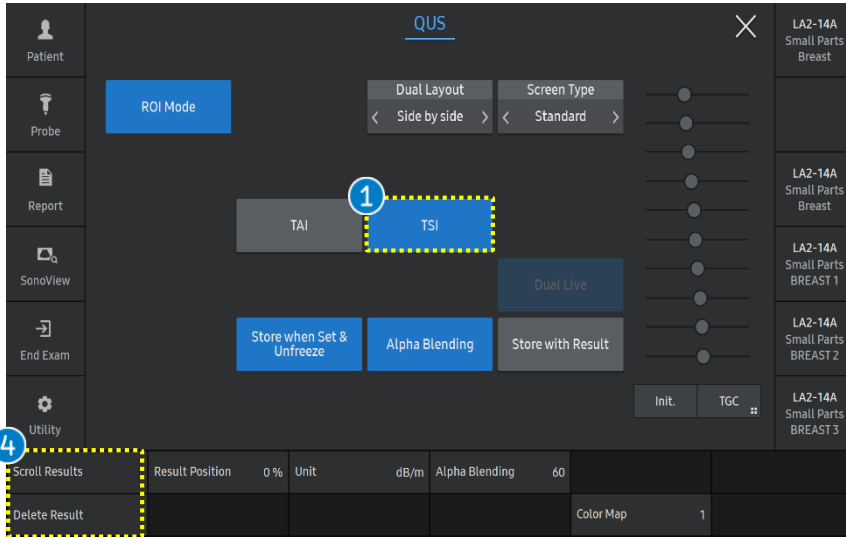 QUS
Patient
Probe
Report
SonoView
End Exam
Utility
ROI Mode
Dual Layout
< Side by side >
Screen Type
< Standard >
1
TAI
TSI
Dual Live
Store when Set &
Unfreeze
Alpha Blending
Store with Result
Init.
TGC
LA2-14A
Small Parts
Breast
LA2-14A
Small Parts
Breast
LA2-14A
Small Parts
BREAST 1
LA2-14A
Small Parts
BREAST 2
LA2-14A
Small Parts
BREAST 3
4
Scroll Results
Result Position 0 %
Unit dB/m
Alpha Blending 60
Delete Result
Color Map 1